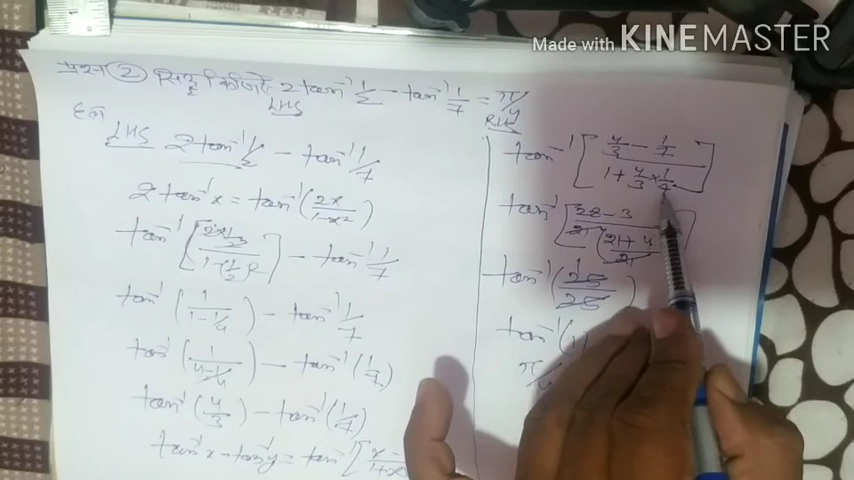 Made with KINEMASTER
प्रश्न ② सिद्ध कीजिए 2tan⁻¹ 1/2 - tan⁻¹ 1/7 = π/4
LHS RHS
हल
LHS 2tan⁻¹ 1/2 - tan⁻¹ 1/7
2tan⁻¹x = tan⁻¹(2x/1-x²)
tan⁻¹[2×1/2 / 1-(1/2)²] - tan⁻¹ 1/7
tan⁻¹(1/1-1/4) - tan⁻¹ 1/7
tan⁻¹(1/4-1/4) - tan⁻¹(1/7)
tan⁻¹(4/3) - tan⁻¹(1/7)
tan⁻¹x - tan⁻¹y = tan⁻¹[x-
tan⁻¹[4/3 - 1/7 / 1+4/3×1/7]
tan⁻¹[28-3 / 21 (21+4 / 21)]
tan⁻¹(25/25)
tan⁻¹(1)
π/4